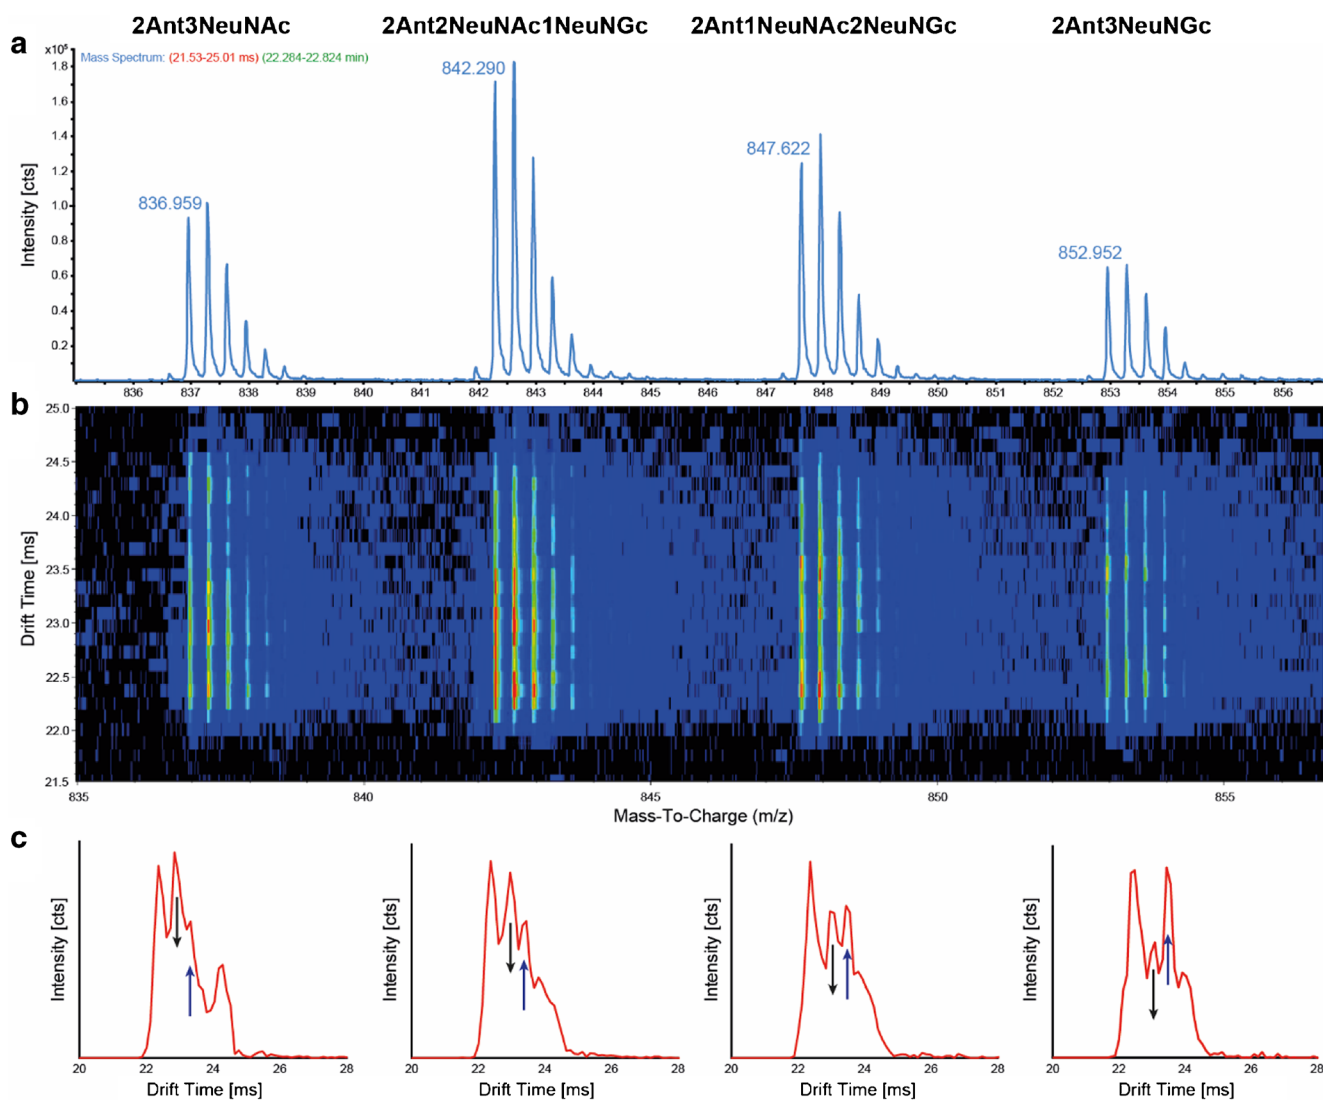 2Ant3NeuNAc 2Ant2NeuNAc1NeuNGc 2Ant1NeuNAc2NeuNGc 2Ant3NeuNGc
a
x10⁵
Mass Spectrum: (21.53-25.01 ms) (22.284-22.824 min)
Intensity [cts]
1.8
1.6
1.4
1.2
1.0
0.8
0.6
0.4
0.2
836.959
842.290
847.622
852.952
836 837 838 839 840 841 842 843 844 845 846 847 848 849 850 851 852 853 854 855 856
b
Drift Time [ms]
25.0
24.5
24.0
23.5
23.0
22.5
22.0
21.5
835 840 845 850 855
Mass-To-Charge (m/z)
c
Intensity [cts] Intensity [cts] Intensity [cts] Intensity [cts]
20 22 24 26 28 20 22 24 26 28 20 22 24 26 28 20 22 24 26 28
Drift Time [ms] Drift Time [ms] Drift Time [ms] Drift Time [ms]